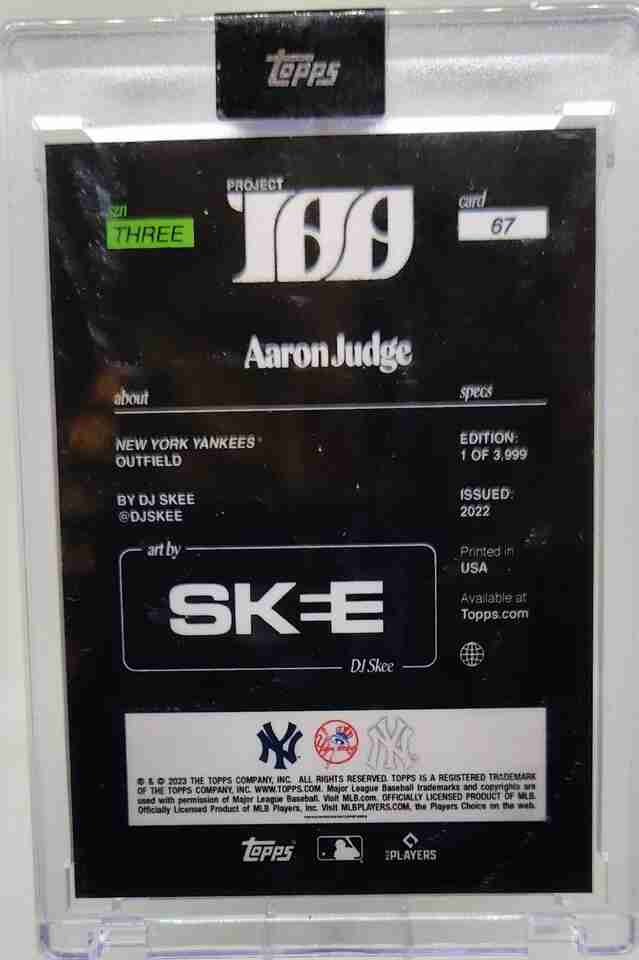 Topps
PROJECT
100
szn
THREE
card
67
Aaron Judge
about
specs
NEW YORK YANKEES®
OUTFIELD
EDITION:
1 OF 3,999
BY DJ SKEE
@DJSKEE
ISSUED:
2022
art by
SKEE
DJ Skee
Printed in
USA
Available at
Topps.com
NY
NY
® & © 2023 THE TOPPS COMPANY, INC. ALL RIGHTS RESERVED. TOPPS IS A REGISTERED TRADEMARK
OF THE TOPPS COMPANY, INC. WWW.TOPPS.COM. Major League Baseball trademarks and copyrights are
used with permission of Major League Baseball. Visit MLB.com. OFFICIALLY LICENSED PRODUCT OF MLB.
Officially Licensed Product of MLB Players, Inc. Visit MLBPLAYERS.COM, the Players Choice on the web.
Topps
PLAYERS